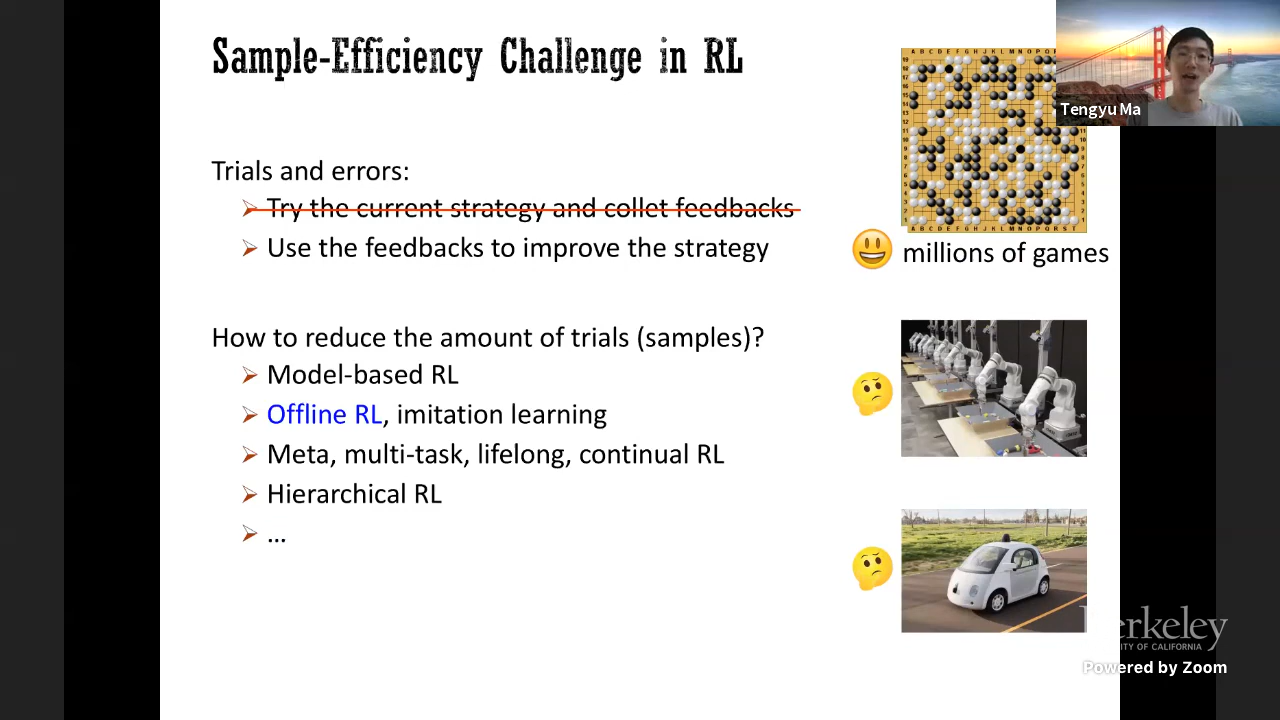 Sample-Efficiency Challenge in RL
Tengyu Ma
Trials and errors:
Try the current strategy and collet feedbacks
Use the feedbacks to improve the strategy
millions of games
How to reduce the amount of trials (samples)?
Model-based RL
Offline RL, imitation learning
Meta, multi-task, lifelong, continual RL
Hierarchical RL
...
Powered by Zoom